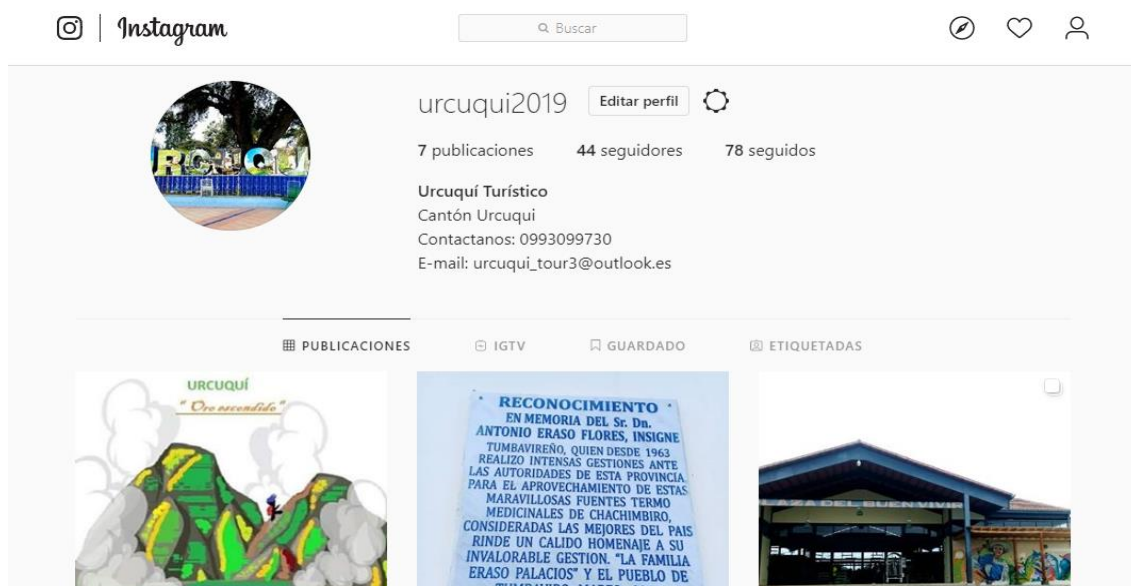 Instagram
Buscar
urcuqui2019 Editar perfil
7 publicaciones 44 seguidores 78 seguidos
Urcuquí Turístico
Cantón Urcuqui
Contactanos: 0993099730
E-mail: urcuqui_tour3@outlook.es
PUBLICACIONES IGTV GUARDADO ETIQUETADAS
URCUQUÍ
" Oro escondido "
RECONOCIMIENTO
EN MEMORIA DEL Sr. Dn.
ANTONIO ERASO FLORES, INSIGNE
TUMBAVIREÑO, QUIEN DESDE 1963
REALIZO INTENSAS GESTIONES ANTE
LAS AUTORIDADES DE ESTA PROVINCIA
PARA EL APROVECHAMIENTO DE ESTAS
MARAVILLOSAS FUENTES TERMO
MEDICINALES DE CHACHIMBIRO,
CONSIDERADAS LAS MEJORES DEL PAIS
RINDE UN CALIDO HOMENAJE A SU
INVALORABLE GESTION. "LA FAMILIA
ERASO PALACIOS" Y EL PUEBLO DE